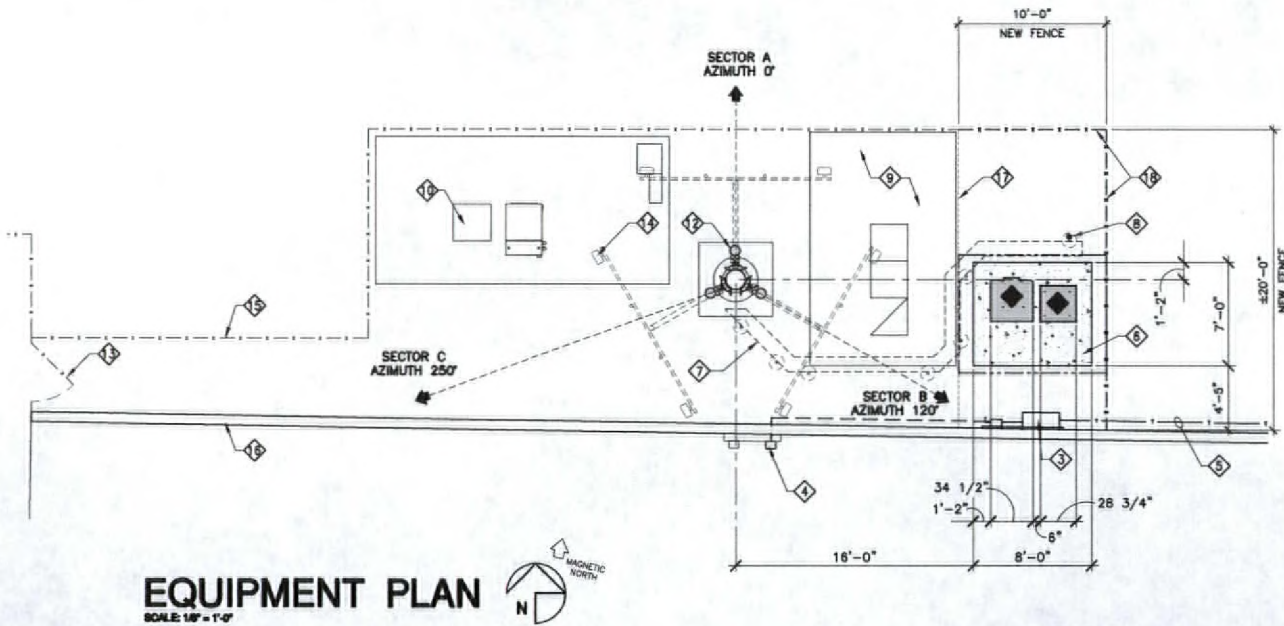 10'-0"
NEW FENCE
SECTOR A
AZIMUTH 0°
10
14
12
9
17
18
8
15
13
SECTOR C
AZIMUTH 250°
7
SECTOR B
AZIMUTH 120°
6
1'-2"
7'-0"
4'-5"
±20'-0"
NEW FENCE
16
4
3
5
34 1/2"
1'-2"
6"
28 3/4"
16'-0"
8'-0"
EQUIPMENT PLAN
SCALE: 1/8" = 1'-0"
N
MAGNETIC
NORTH